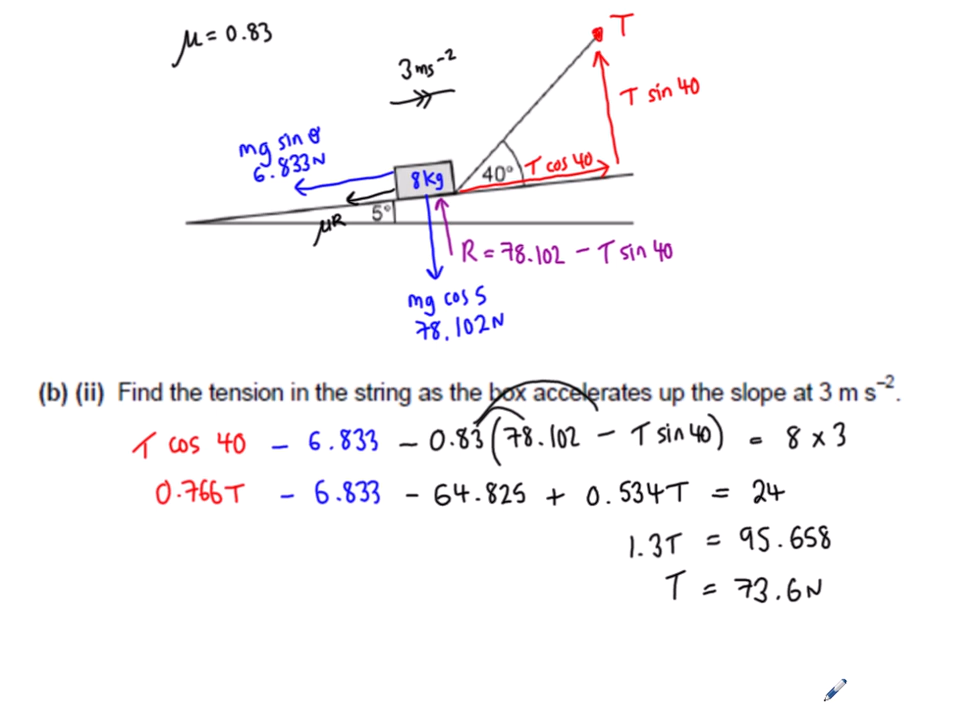 μ = 0.83
T
3ms⁻²
T sin 40
mg sin θ
6.833N
8kg
40°
T cos 40
5°
μR
R = 78.102 - T sin 40
mg cos 5
78.102N
(b) (ii) Find the tension in the string as the box accelerates up the slope at 3 m s⁻².
T cos 40 - 6.833 - 0.83(78.102 - T sin 40) = 8 × 3
0.766T - 6.833 - 64.825 + 0.534T = 24
1.3T = 95.658
T = 73.6N